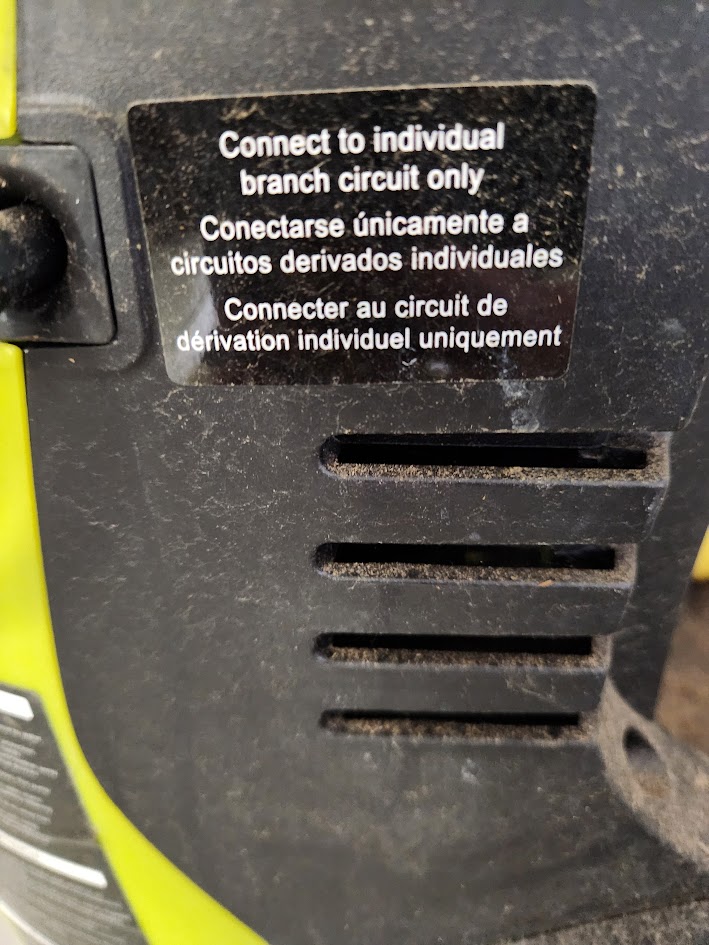 Connect to individual
branch circuit only
Conectarse únicamente a
circuitos derivados individuales
Connecter au circuit de
dérivation individuel uniquement